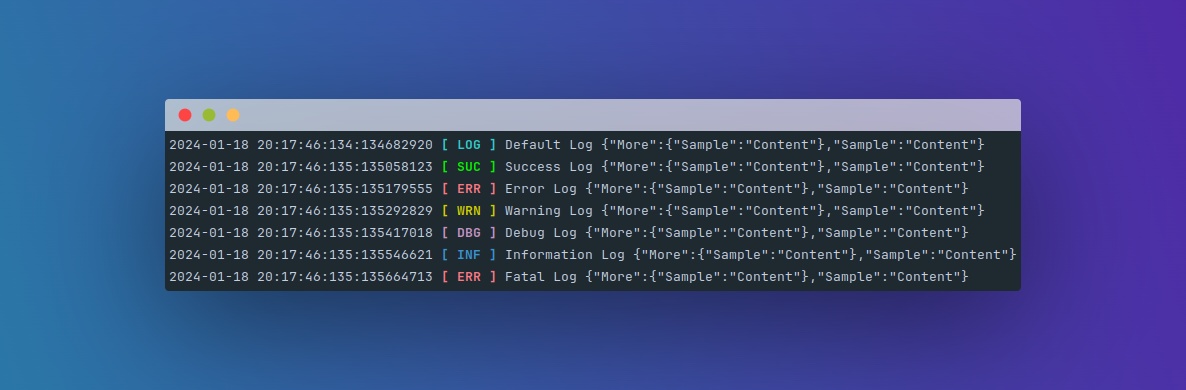 2024-01-18 20:17:46:134:134682920 [ LOG ] Default Log {"More":{"Sample":"Content"},"Sample":"Content"}
2024-01-18 20:17:46:135:135058123 [ SUC ] Success Log {"More":{"Sample":"Content"},"Sample":"Content"}
2024-01-18 20:17:46:135:135179555 [ ERR ] Error Log {"More":{"Sample":"Content"},"Sample":"Content"}
2024-01-18 20:17:46:135:135292829 [ WRN ] Warning Log {"More":{"Sample":"Content"},"Sample":"Content"}
2024-01-18 20:17:46:135:135417018 [ DBG ] Debug Log {"More":{"Sample":"Content"},"Sample":"Content"}
2024-01-18 20:17:46:135:135546621 [ INF ] Information Log {"More":{"Sample":"Content"},"Sample":"Content"}
2024-01-18 20:17:46:135:135664713 [ ERR ] Fatal Log {"More":{"Sample":"Content"},"Sample":"Content"}